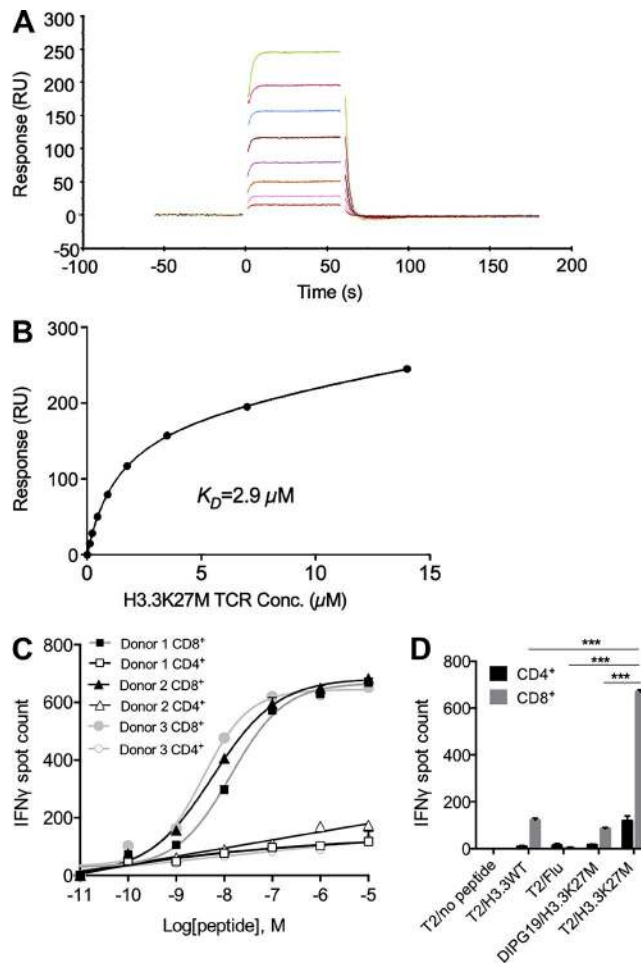 A
Response (RU)
300
250
200
150
100
50
0
-50
-100
-50
0
50
100
150
200
Time (s)
B
Response (RU)
300
200
100
0
K_D=2.9 µM
0
5
10
15
H3.3K27M TCR Conc. (µM)
C
IFNγ spot count
800
600
400
200
0
Donor 1 CD8⁺
Donor 1 CD4⁺
Donor 2 CD8⁺
Donor 2 CD4⁺
Donor 3 CD8⁺
Donor 3 CD4⁺
-11
-10
-9
-8
-7
-6
-5
Log[peptide], M
D
IFNγ spot count
800
600
400
200
0
CD4⁺
CD8⁺
***
***
***
T2/no peptide
T2/H3.3WT
T2/Flu
DIPG19/H3.3K27M
T2/H3.3K27M